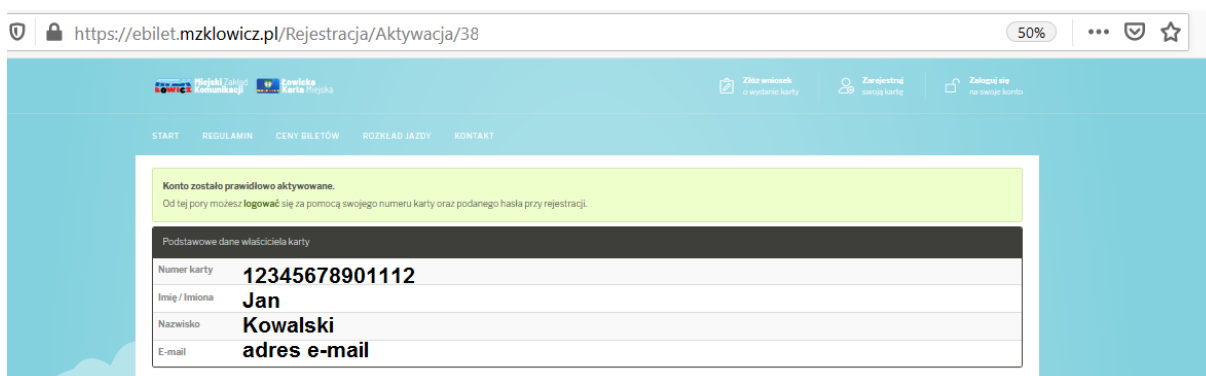 https://ebilet.mzklowicz.pl/Rejestracja/Aktywacja/38 50%
ŁOWICZ Miejski Zakład Komunikacji Łowicka Karta Miejska
Złóż wniosek o wydanie karty
Zarejestruj swoją kartę
Zaloguj się na swoje konto
START REGULAMIN CENY BILETÓW ROZKŁAD JAZDY KONTAKT
Konto zostało prawidłowo aktywowane.
Od tej pory możesz logować się za pomocą swojego numeru karty oraz podanego hasła przy rejestracji.
Podstawowe dane właściciela karty
Numer karty 12345678901112
Imię / Imiona Jan
Nazwisko Kowalski
E-mail adres e-mail